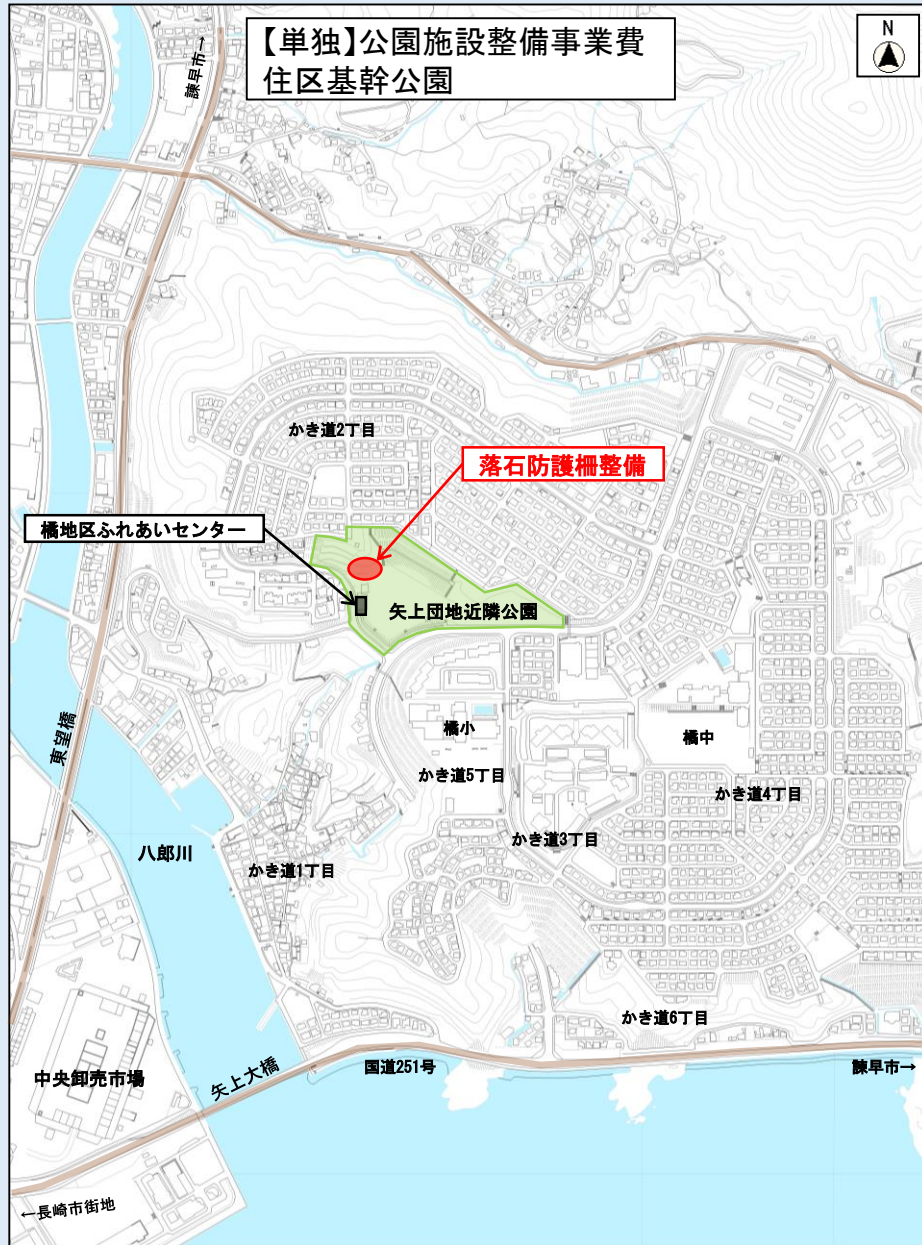 【単独】公園施設整備事業費
住区基幹公園
N
諫早市→
かき道2丁目
落石防護柵整備
橘地区ふれあいセンター
矢上団地近隣公園
橘小
橘中
かき道5丁目
かき道4丁目
東望橋
かき道3丁目
八郎川
かき道1丁目
かき道6丁目
国道251号
諫早市→
中央卸売市場
矢上大橋
←長崎市街地